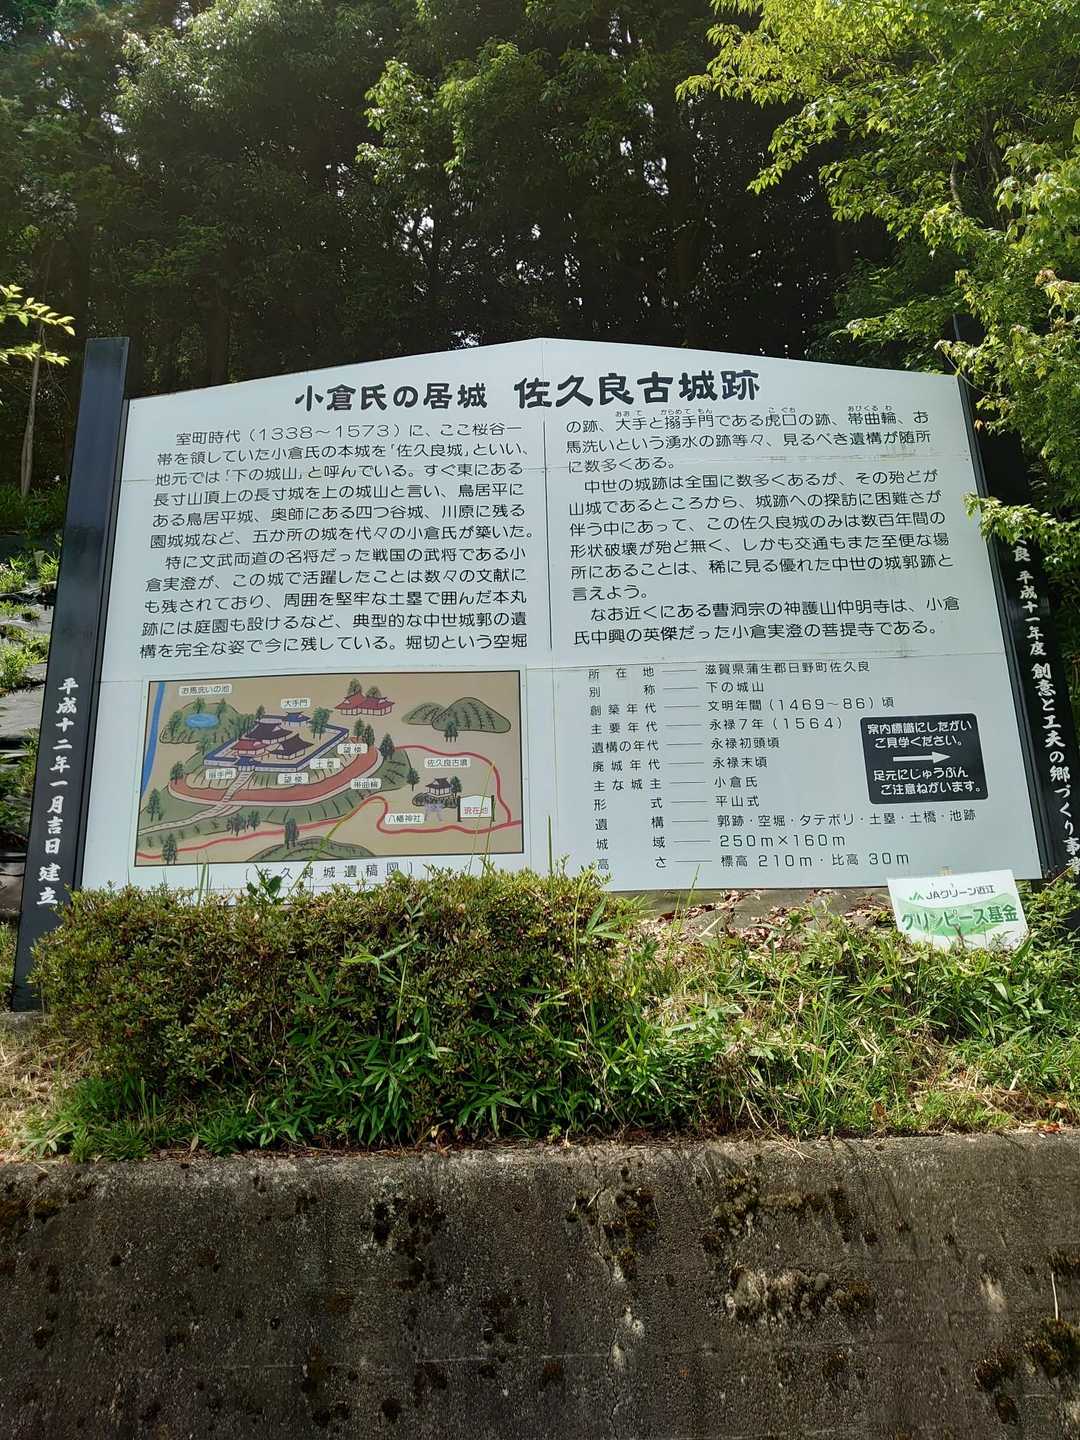 小倉氏の居城 佐久良古城跡
室町時代(1338〜1573)に、ここ桜谷一
帯を領していた小倉氏の本城を「佐久良城」といい、
地元では「下の城山」と呼んでいる。すぐ東にある
長寸山頂上の長寸城を上の城山と言い、鳥居平に
ある鳥居平城、奥師にある四つ谷城、川原に残る
園城城など、五か所の城を代々の小倉氏が築いた。
特に文武両道の名将だった戦国の武将である小
倉実澄が、この城で活躍したことは数々の文献に
も残されており、周囲を堅牢な土塁で囲んだ本丸
跡には庭園も設けるなど、典型的な中世城郭の遺
構を完全な姿で今に残している。堀切という空堀
の跡、大手と搦手門である虎口の跡、帯曲輪、お
おおて からめてもん こぐち おびくるわ
馬洗いという湧水の跡等々、見るべき遺構が随所
に数多くある。
中世の城跡は全国に数多くあるが、その殆どが
山城であるところから、城跡への探訪に困難さが
伴う中にあって、この佐久良城のみは数百年間の
形状破壊が殆ど無く、しかも交通もまた至便な場
所にあることは、稀に見る優れた中世の城郭跡と
言えよう。
なお近くにある曹洞宗の神護山仲明寺は、小倉
氏中興の英傑だった小倉実澄の菩提寺である。
お馬洗いの池
大手門
望楼
土塁
搦手門
望楼
帯曲輪
佐久良古墳
八幡神社
現在地
(佐久良城遺稿図)
所在地 滋賀県蒲生郡日野町佐久良
別称 下の城山
創築年代 文明年間(1469〜86)頃
主要年代 永禄7年(1564)
遺構の年代 永禄初頭頃
廃城年代 永禄末頃
主な城主 小倉氏
形式 平山式
遺構 郭跡・空堀・タテボリ・土塁・土橋・池跡
城域 250m×160m
高さ 標高 210m・比高 30m
案内標識にしたがい
ご見学ください。
足元にじゅうぶん
ご注意ねがいます。
平成十二年一月吉日 建立
良 平成十一年度 創意と工夫の郷づくり事業
JAグリーン近江
グリンピース基金